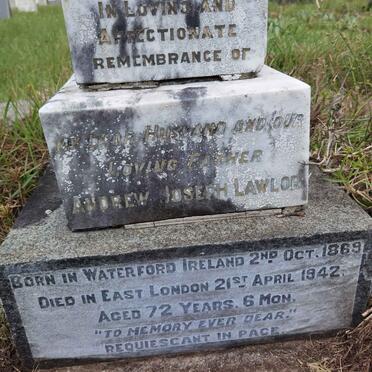 IN LOVING AND
AFFECTIONATE
REMEMBRANCE OF
MY DEAR HUSBAND AND OUR
LOVING FATHER
ANDREW JOSEPH LAWLOR
BORN IN WATERFORD IRELAND 2ND OCT. 1869
DIED IN EAST LONDON 21ST APRIL 1942.
AGED 72 YEARS, 6 MON.
"TO MEMORY EVER DEAR."
REQUIESCANT IN PACE.